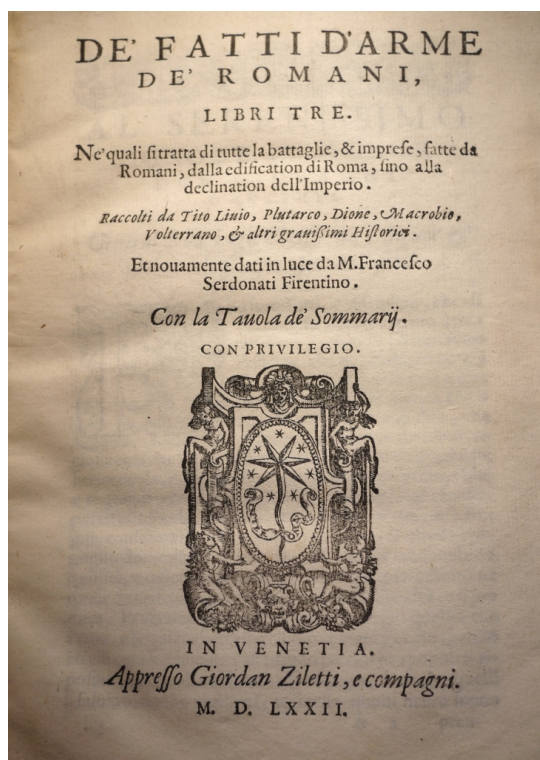 DE' FATTI D'ARME
DE' ROMANI,
LIBRI TRE.
Ne' quali si tratta di tutte la battaglie, & imprese, fatte da
Romani, dalla edification di Roma, sino alla
declination dell'Imperio.
Raccolti da Tito Liuio, Plutarco, Dione, Macrobio,
Volterrano, & altri grauißimi Historici.
Et nouamente dati in luce da M. Francesco
Serdonati Firentino.
Con la Tauola de' Sommarij.
CON PRIVILEGIO.
IN VENETIA.
Appresso Giordan Ziletti, e compagni.
M. D. LXXII.